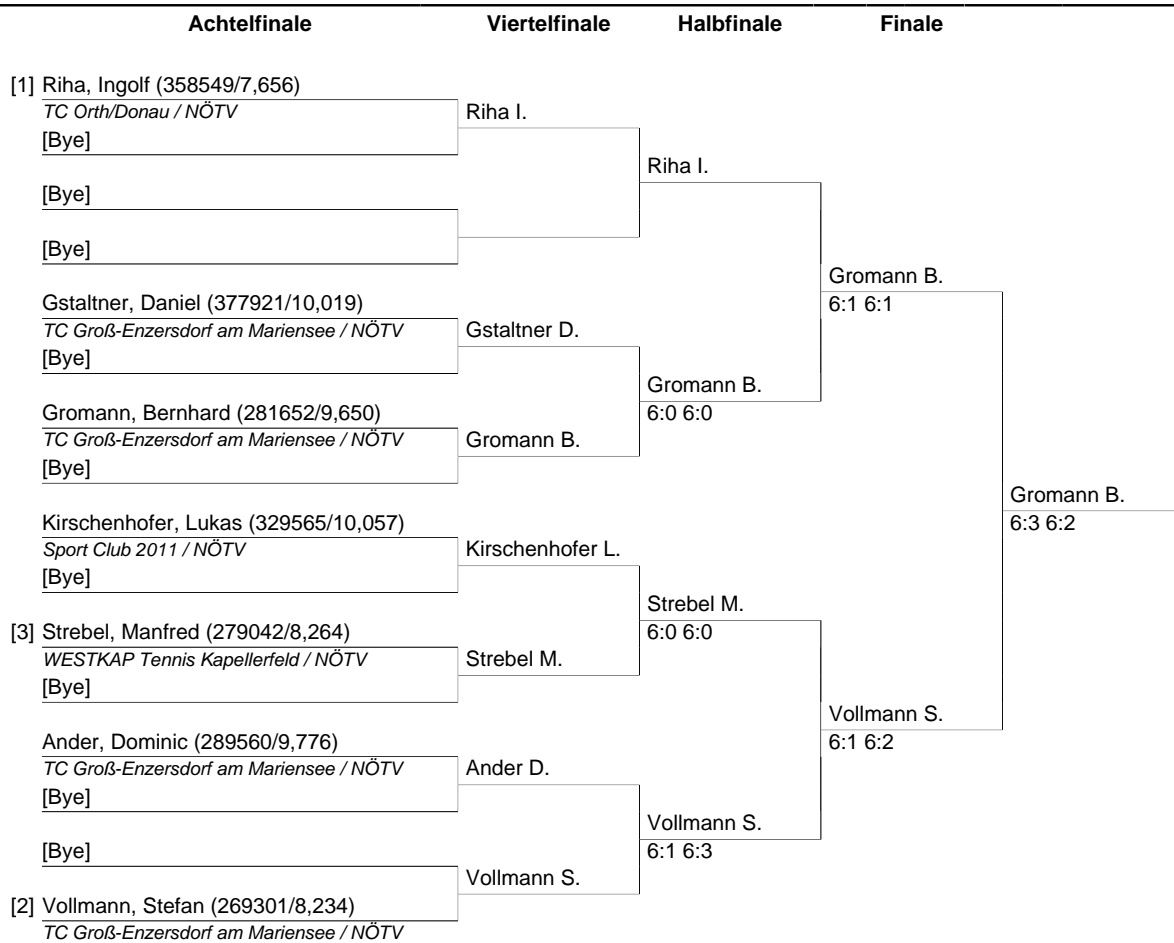 Achtelfinale Viertelfinale Halbfinale Finale
[1] Riha, Ingolf (358549/7,656)
TC Orth/Donau / NÖTV Riha I.
[Bye]
Riha I.
[Bye]
[Bye]
Gromann B.
Gstaltner, Daniel (377921/10,019) 6:1 6:1
TC Groß-Enzersdorf am Mariensee / NÖTV Gstaltner D.
[Bye]
Gromann B.
Gromann, Bernhard (281652/9,650) 6:0 6:0
TC Groß-Enzersdorf am Mariensee / NÖTV Gromann B.
[Bye]
Gromann B.
Kirschenhofer, Lukas (329565/10,057) 6:3 6:2
Sport Club 2011 / NÖTV Kirschenhofer L.
[Bye]
Strebel M.
[3] Strebel, Manfred (279042/8,264) 6:0 6:0
WESTKAP Tennis Kapellerfeld / NÖTV Strebel M.
[Bye]
Vollmann S.
Ander, Dominic (289560/9,776) 6:1 6:2
TC Groß-Enzersdorf am Mariensee / NÖTV Ander D.
[Bye]
Vollmann S.
[Bye] 6:1 6:3
Vollmann S.
[2] Vollmann, Stefan (269301/8,234)
TC Groß-Enzersdorf am Mariensee / NÖTV